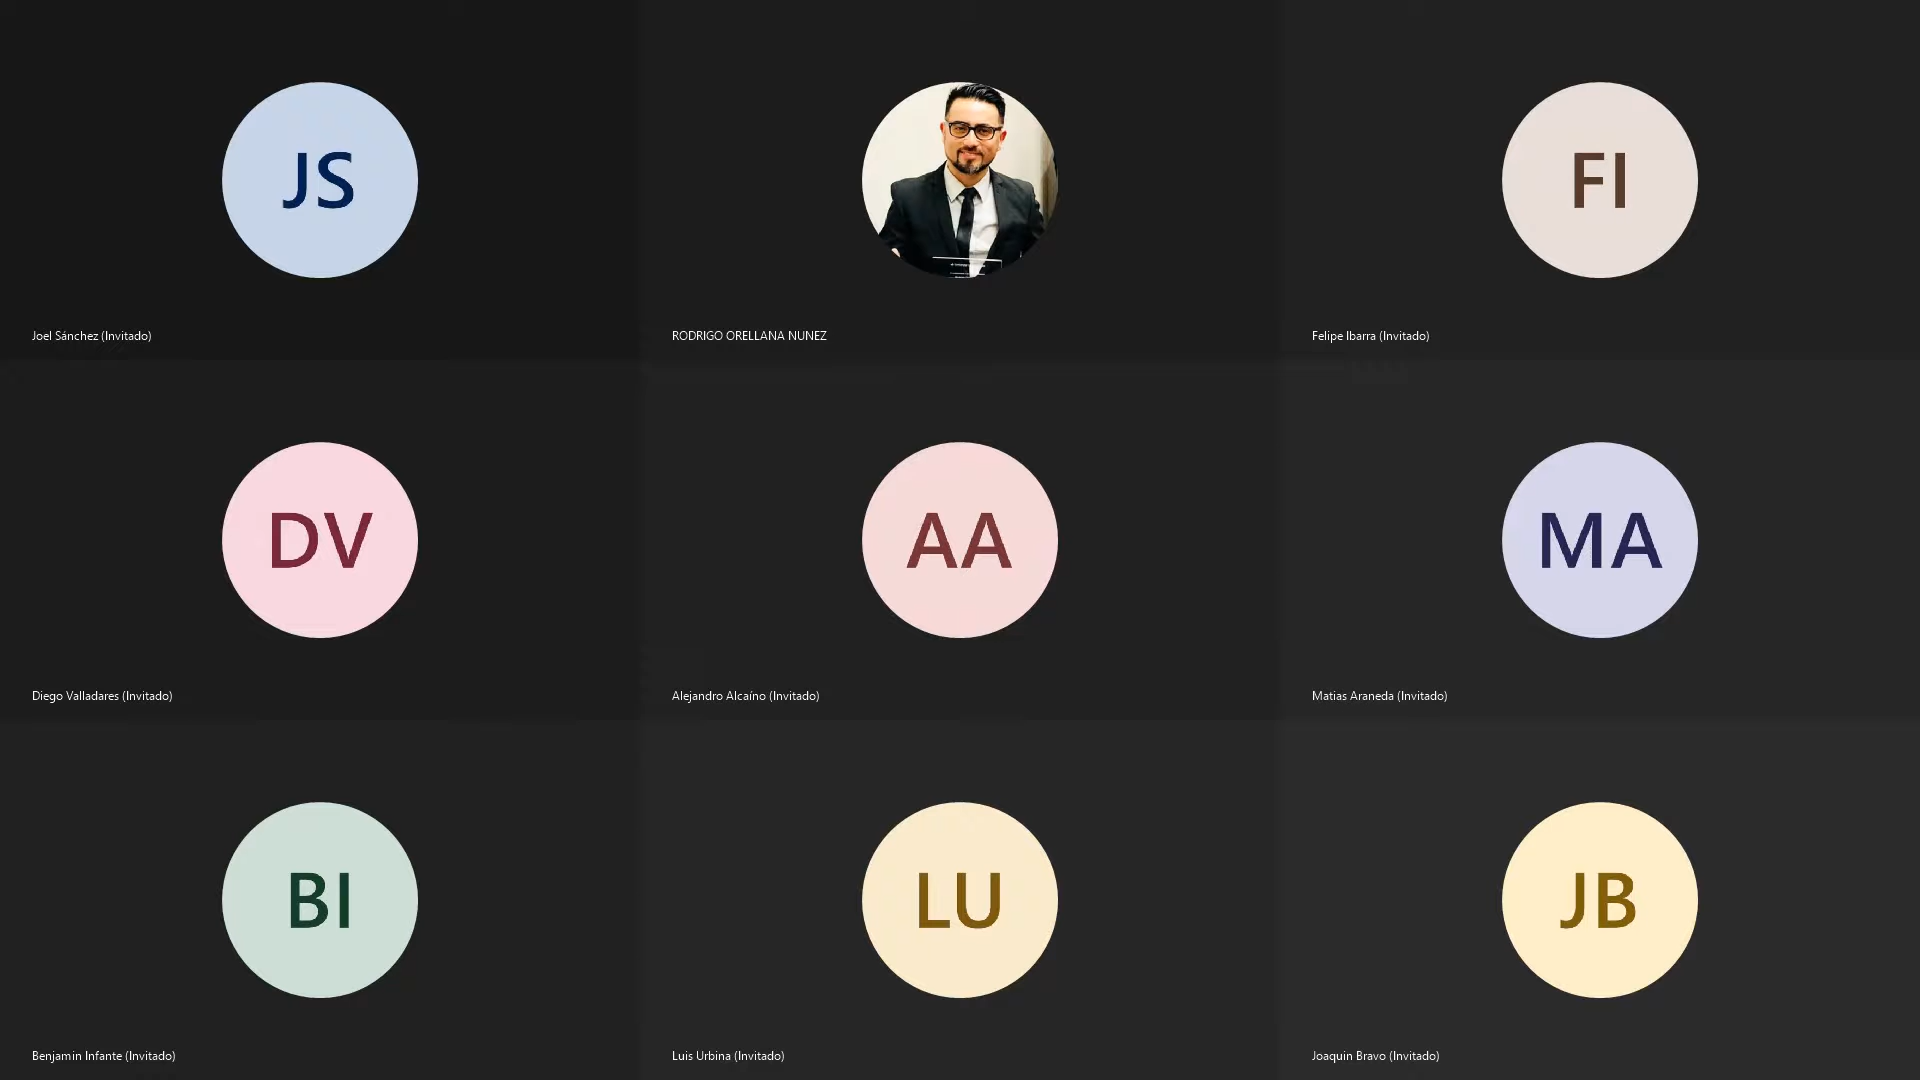 JS
Joel Sánchez (Invitado)
RODRIGO ORELLANA NUNEZ
FI
Felipe Ibarra (Invitado)
DV
Diego Valladares (Invitado)
AA
Alejandro Alcaíno (Invitado)
MA
Matias Araneda (Invitado)
BI
Benjamin Infante (Invitado)
LU
Luis Urbina (Invitado)
JB
Joaquin Bravo (Invitado)